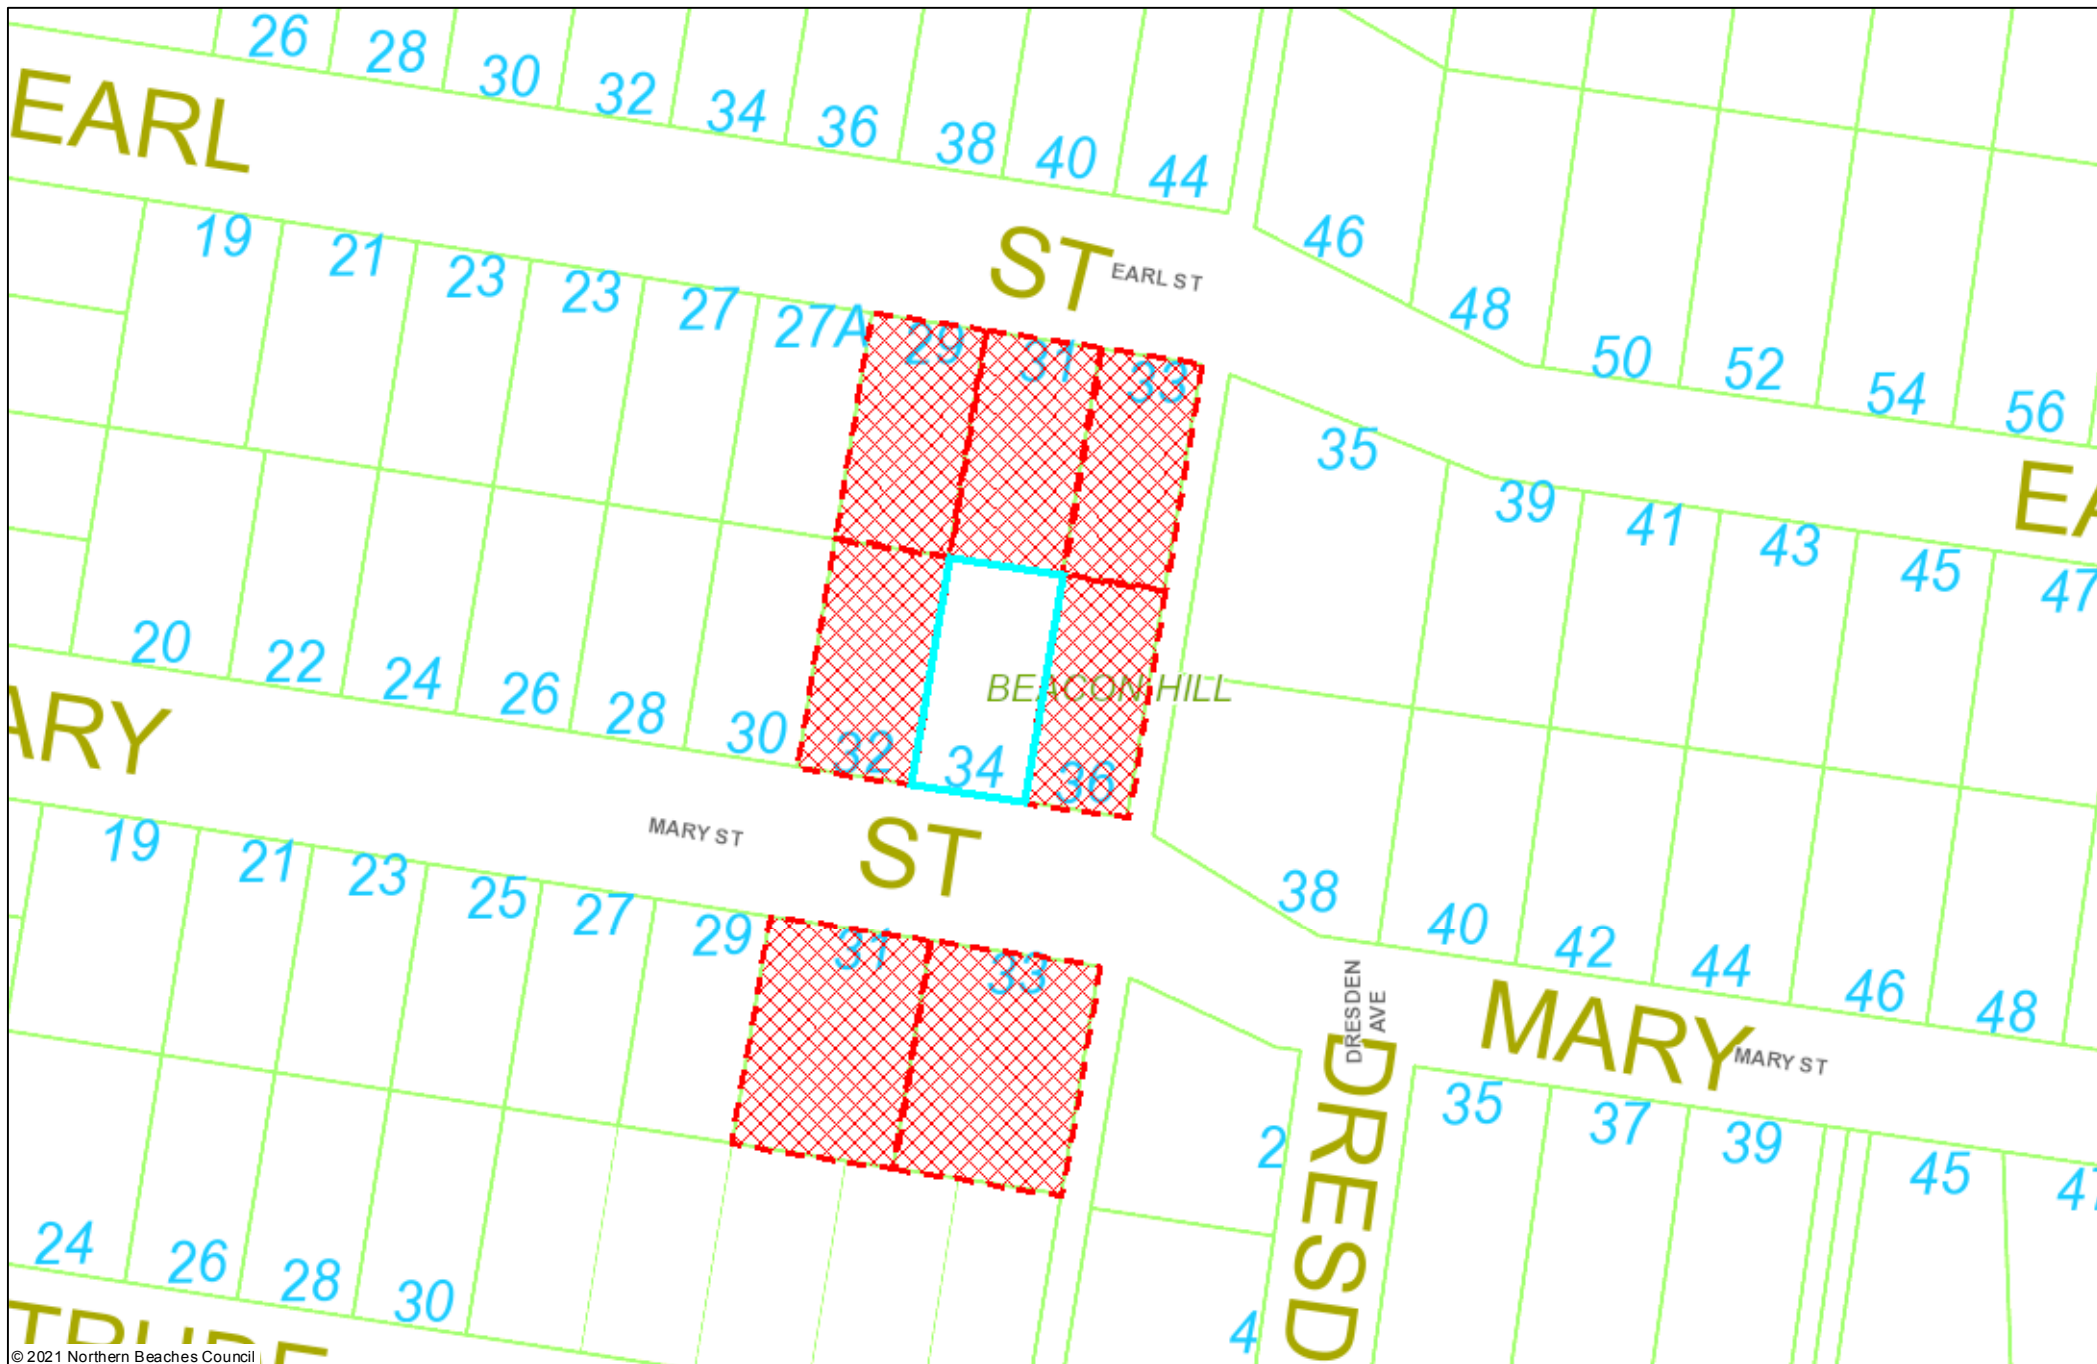 26 28 30 32 34 36 38 40 44
EARL
ST
EARL ST
46 48 50 52 54 56
19 21 23 23 27 27A 29 31 33
35 39 41 43 45 47
EA
BEACON HILL
20 22 24 26 28 30 32 34 36
38 40 42 44 46 48
ARY
MARY ST
ST
MARY
MARY ST
19 21 23 25 27 29 31 33
DRESDEN
AVE
DRESD
2
4
35 37 39 45
24 26 28 30
© 2021 Northern Beaches Council